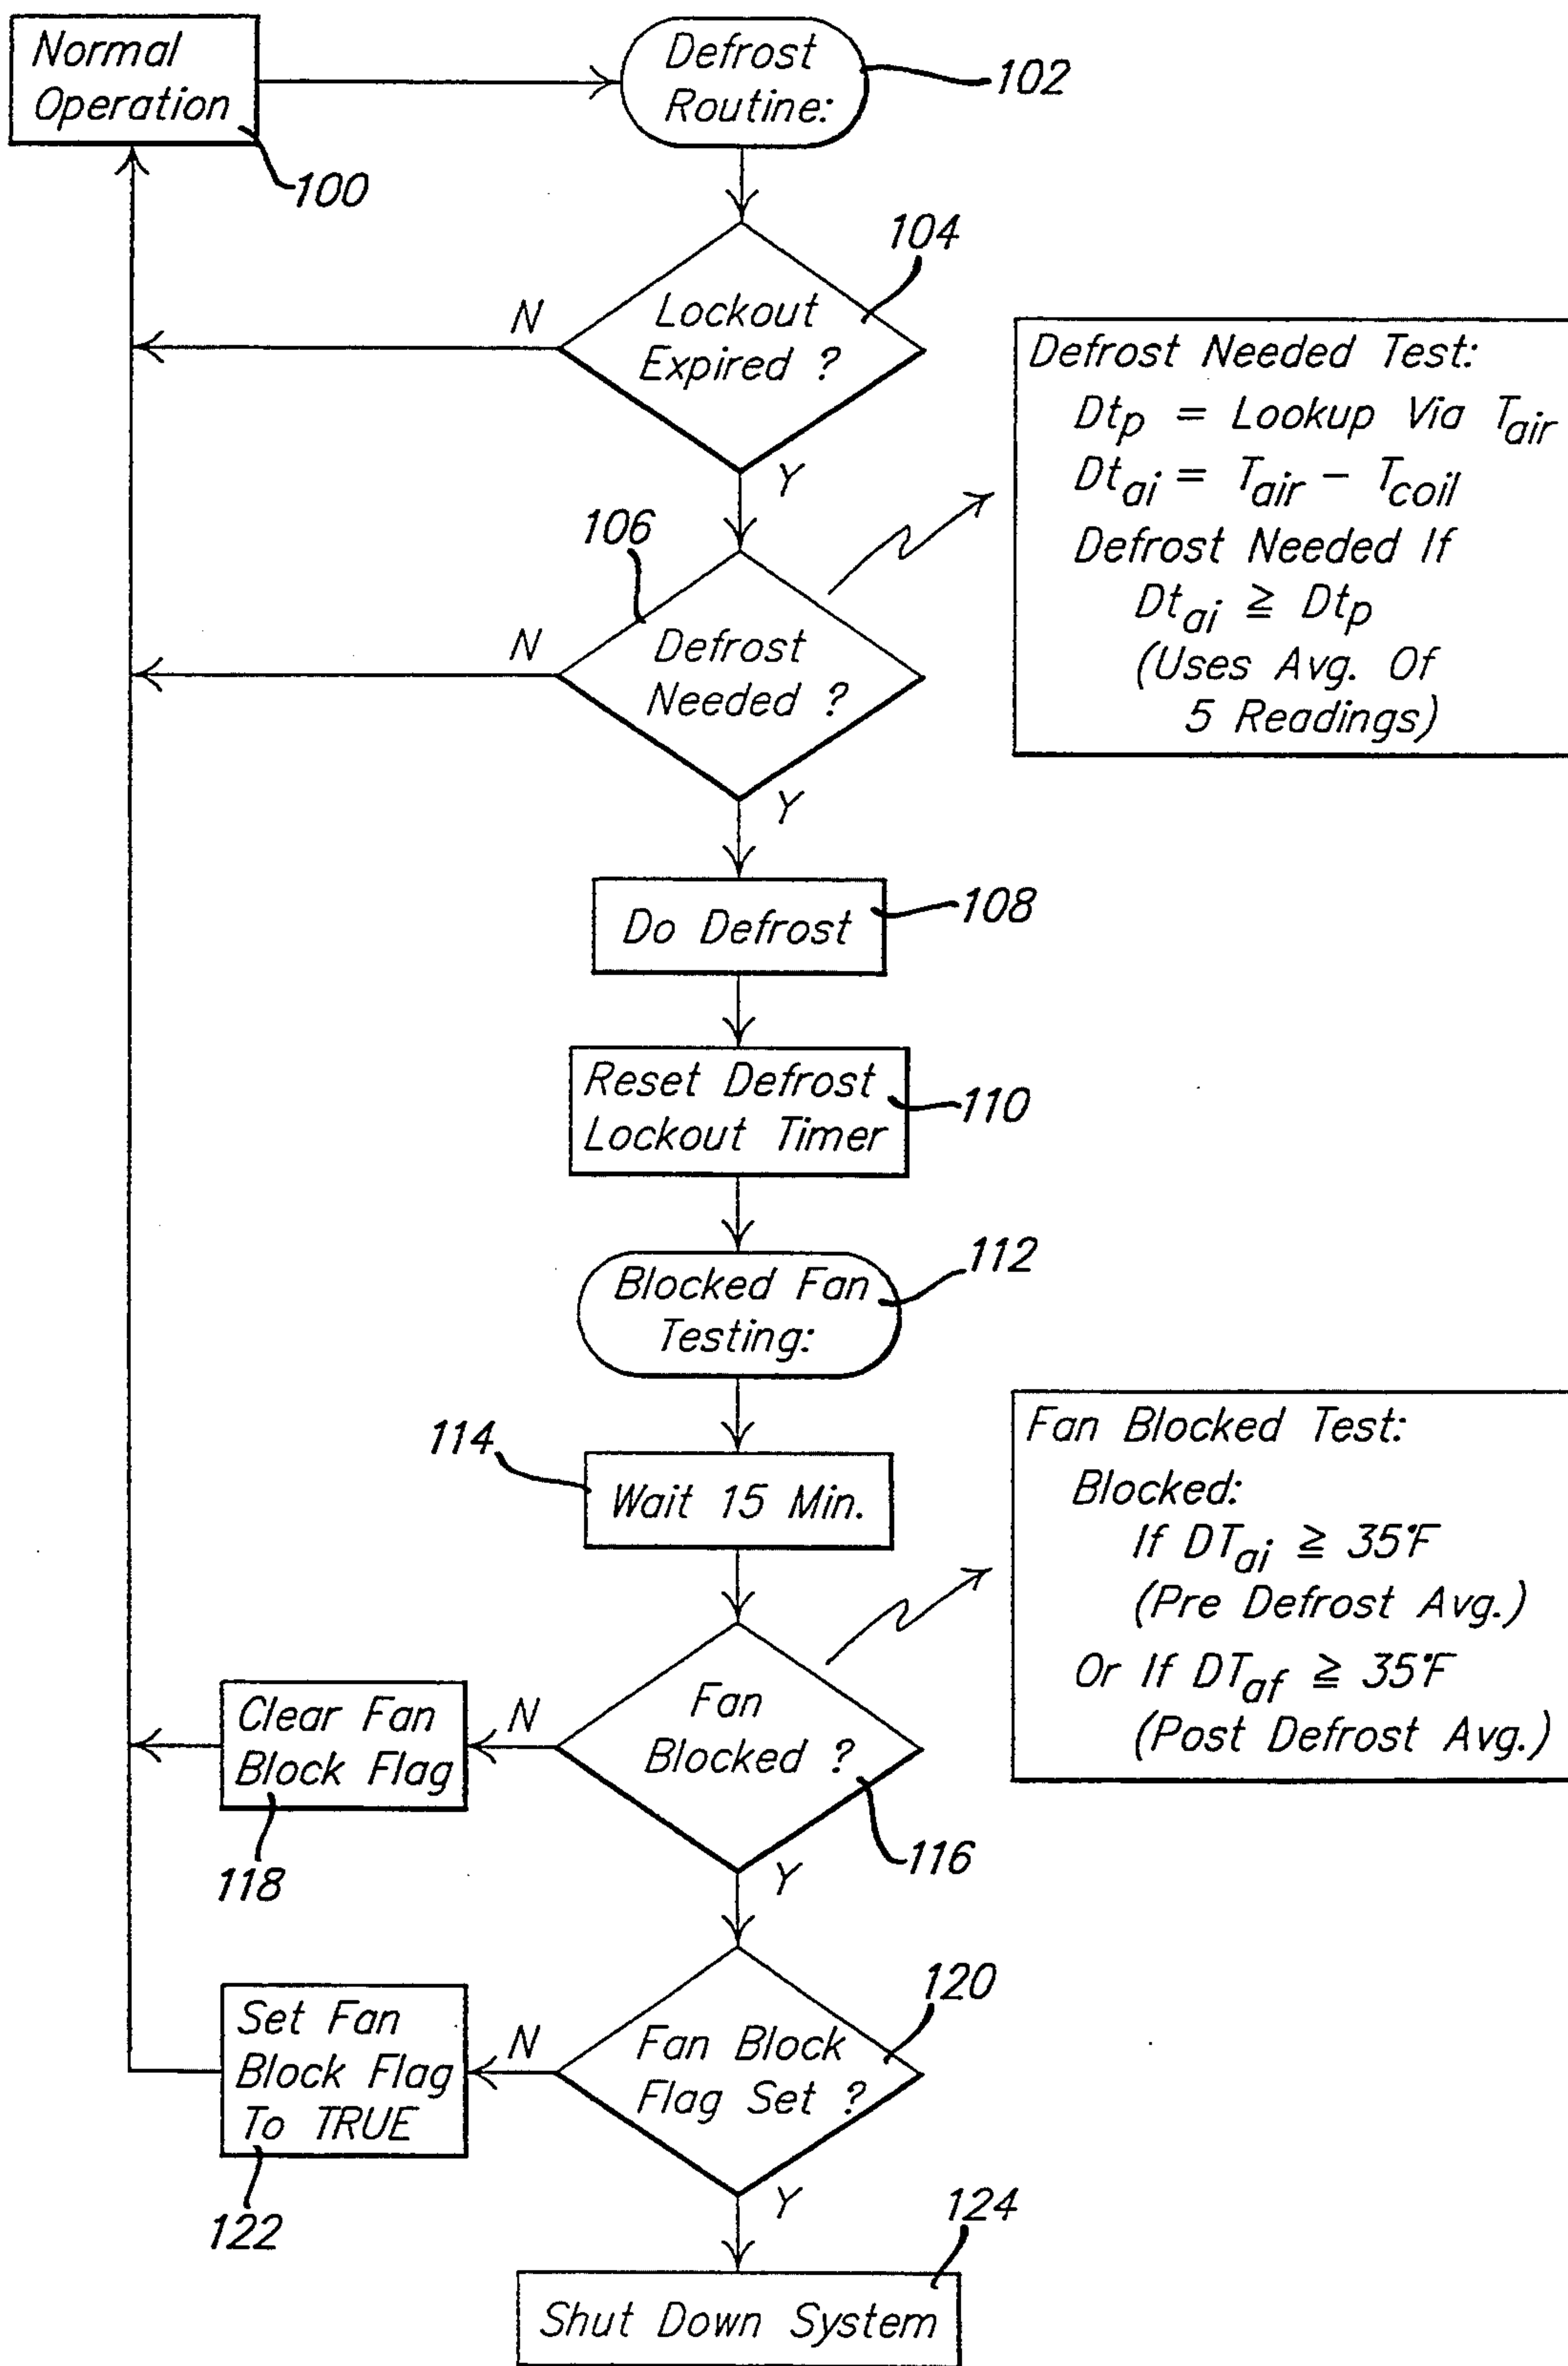 Normal
Operation
100
Defrost
Routine:
102
104
Lockout
Expired ?
N
Y
Defrost Needed Test:
Dtp = Lookup Via Tair
Dtai = Tair - Tcoil
Defrost Needed If
Dtai ≧ Dtp
(Uses Avg. Of
5 Readings)
106
Defrost
Needed ?
N
Y
Do Defrost
108
Reset Defrost
Lockout Timer
110
Blocked Fan
Testing:
112
114
Wait 15 Min.
Fan Blocked Test:
Blocked:
If DTai ≧ 35°F
(Pre Defrost Avg.)
Or If DTaf ≧ 35°F
(Post Defrost Avg.)
Fan
Blocked ?
116
N
Y
Clear Fan
Block Flag
118
120
Fan Block
Flag Set ?
N
Y
Set Fan
Block Flag
To TRUE
122
124
Shut Down System